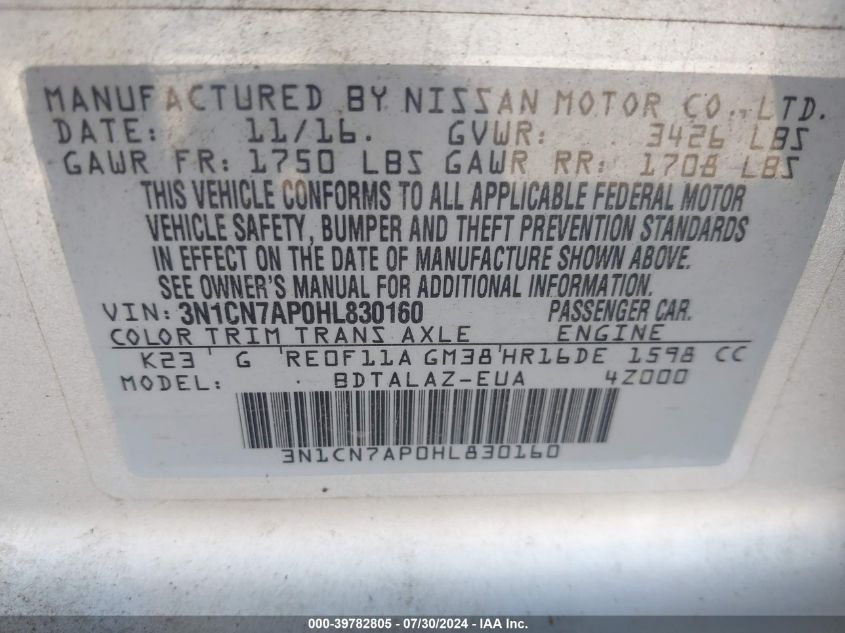 MANUFACTURED BY NISSAN MOTOR CO., LTD.
DATE: 11/16. GVWR: 3426 LBS
GAWR FR: 1750 LBS GAWR RR: 1708 LBS
THIS VEHICLE CONFORMS TO ALL APPLICABLE FEDERAL MOTOR
VEHICLE SAFETY, BUMPER AND THEFT PREVENTION STANDARDS
IN EFFECT ON THE DATE OF MANUFACTURE SHOWN ABOVE.
SEE OWNER'S MANUAL FOR ADDITIONAL INFORMATION.
VIN: 3N1CN7AP0HL830160 PASSENGER CAR.
COLOR TRIM TRANS AXLE ENGINE
K23 G RE0F11A GM38 HR16DE 1598 CC
MODEL: BDTALAZ-EUA 4Z000
3N1CN7AP0HL830160
000-39782805 - 07/30/2024 - IAA Inc.